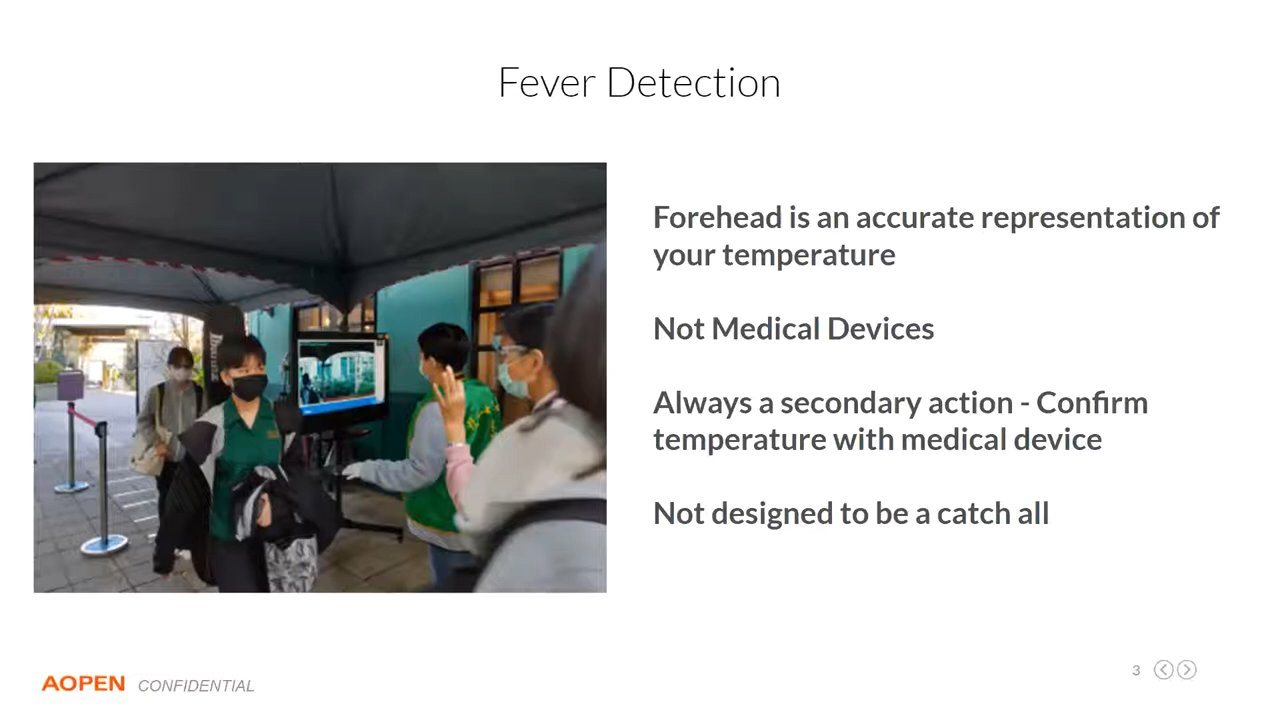 Fever Detection
Forehead is an accurate representation of
your temperature
Not Medical Devices
Always a secondary action - Confirm
temperature with medical device
Not designed to be a catch all
AOPEN CONFIDENTIAL
3